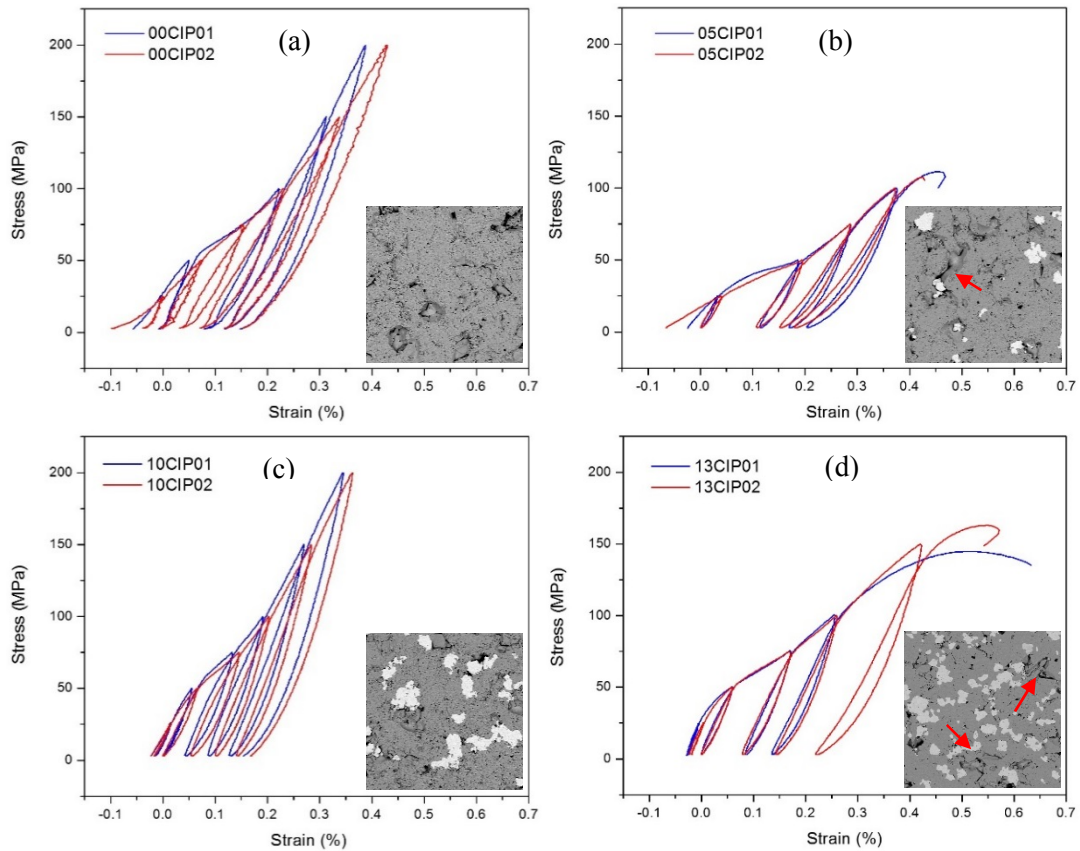 00CIP01
00CIP02
(a)
200
150
100
50
0
Stress (MPa)
-0.1 0.0 0.1 0.2 0.3 0.4 0.5 0.6 0.7
Strain (%)
05CIP01
05CIP02
(b)
200
150
100
50
0
Stress (MPa)
-0.1 0.0 0.1 0.2 0.3 0.4 0.5 0.6 0.7
Strain (%)
10CIP01
10CIP02
(c)
200
150
100
50
0
Stress (MPa)
-0.1 0.0 0.1 0.2 0.3 0.4 0.5 0.6 0.7
Strain (%)
13CIP01
13CIP02
(d)
200
150
100
50
0
Stress (MPa)
-0.1 0.0 0.1 0.2 0.3 0.4 0.5 0.6 0.7
Strain (%)